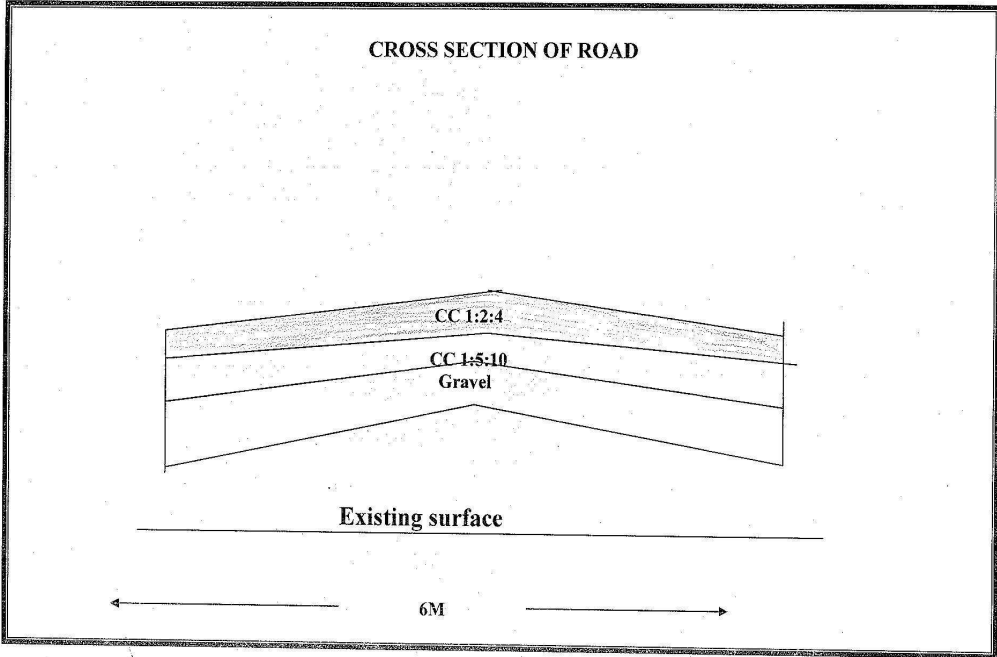 CROSS SECTION OF ROAD
CC 1:2:4
CC 1:5:10
Gravel
Existing surface
6M